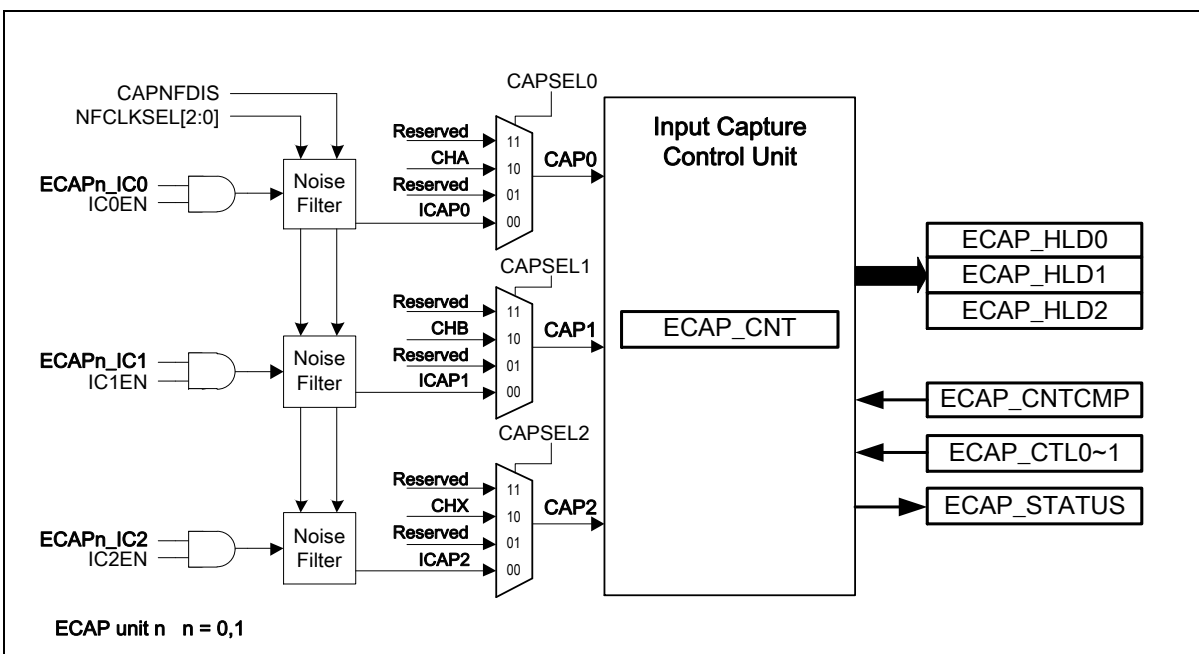 CAPNFDIS
NFCLKSEL[2:0]
ECAPn_IC0
IC0EN
Noise
Filter
CAPSEL0
Reserved
11
CHA
10
Reserved
01
ICAP0
00
CAP0
ECAPn_IC1
IC1EN
Noise
Filter
CAPSEL1
Reserved
11
CHB
10
Reserved
01
ICAP1
00
CAP1
ECAPn_IC2
IC2EN
Noise
Filter
CAPSEL2
Reserved
11
CHX
10
Reserved
01
ICAP2
00
CAP2
Input Capture
Control Unit
ECAP_CNT
ECAP_HLD0
ECAP_HLD1
ECAP_HLD2
ECAP_CNTCMP
ECAP_CTL0~1
ECAP_STATUS
ECAP unit n n = 0,1